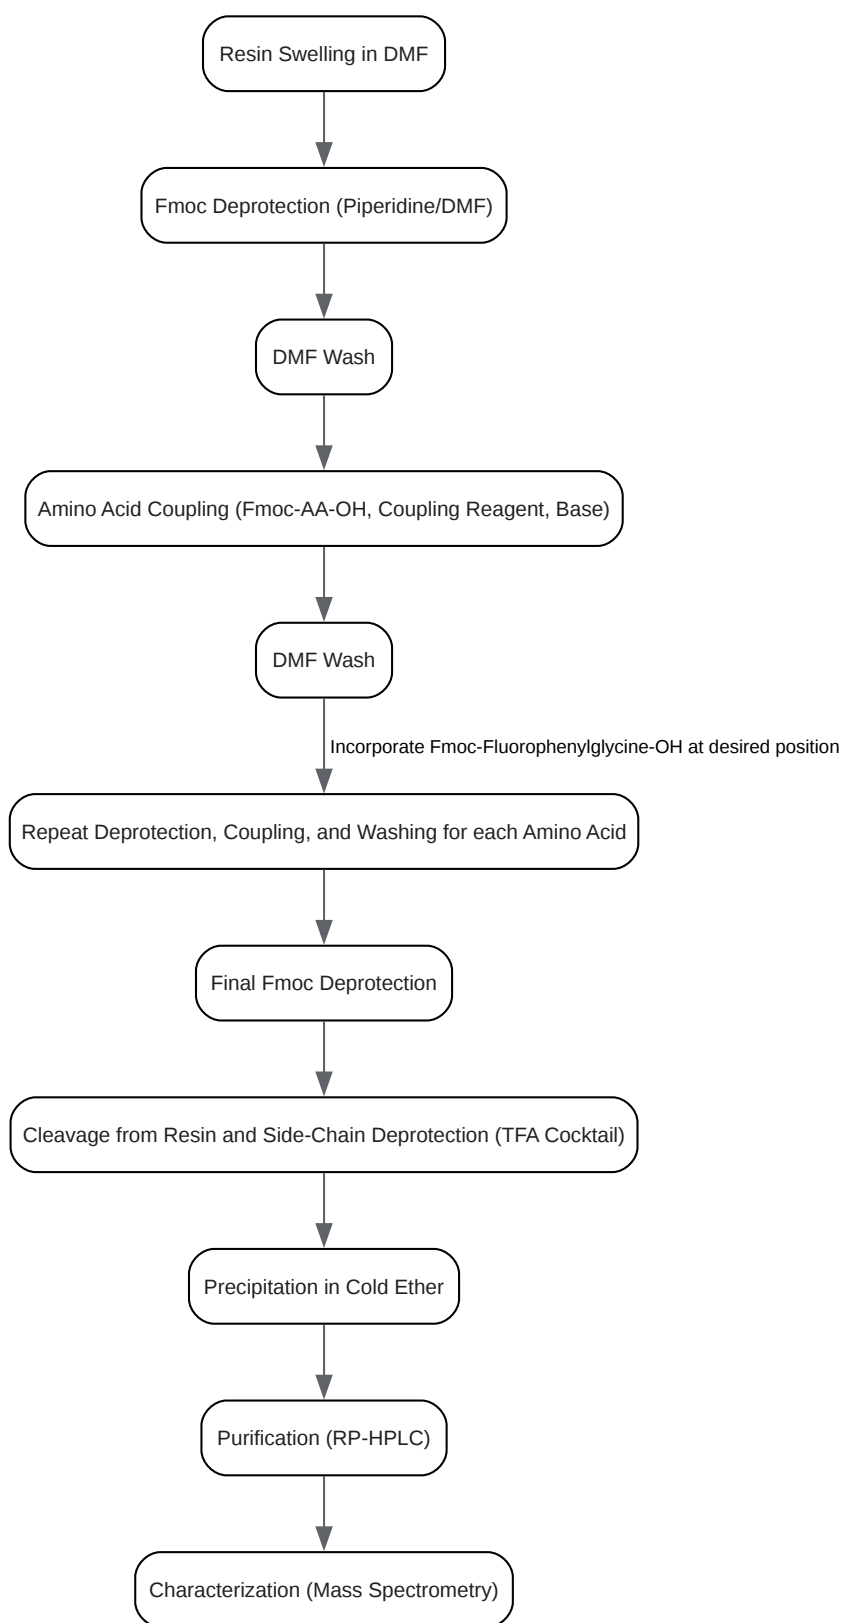 Resin Swelling in DMF
Fmoc Deprotection (Piperidine/DMF)
DMF Wash
Amino Acid Coupling (Fmoc-AA-OH, Coupling Reagent, Base)
DMF Wash
Incorporate Fmoc-Fluorophenylglycine-OH at desired position
Repeat Deprotection, Coupling, and Washing for each Amino Acid
Final Fmoc Deprotection
Cleavage from Resin and Side-Chain Deprotection (TFA Cocktail)
Precipitation in Cold Ether
Purification (RP-HPLC)
Characterization (Mass Spectrometry)